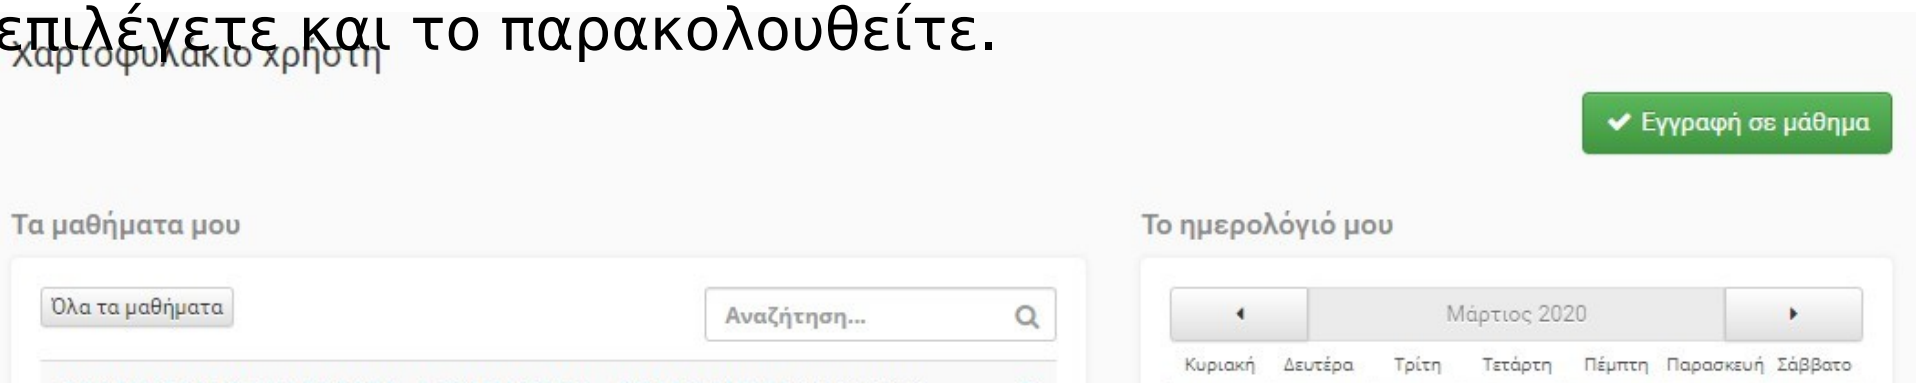 επιλέγετε και το παρακολουθείτε.
Χαρτοφυλάκιο χρήστη
Εγγραφή σε μάθημα
Τα μαθήματα μου
Το ημερολόγιό μου
Όλα τα μαθήματα
Αναζήτηση...
Μάρτιος 2020
Κυριακή Δευτέρα Τρίτη Τετάρτη Πέμπτη Παρασκευή Σάββατο